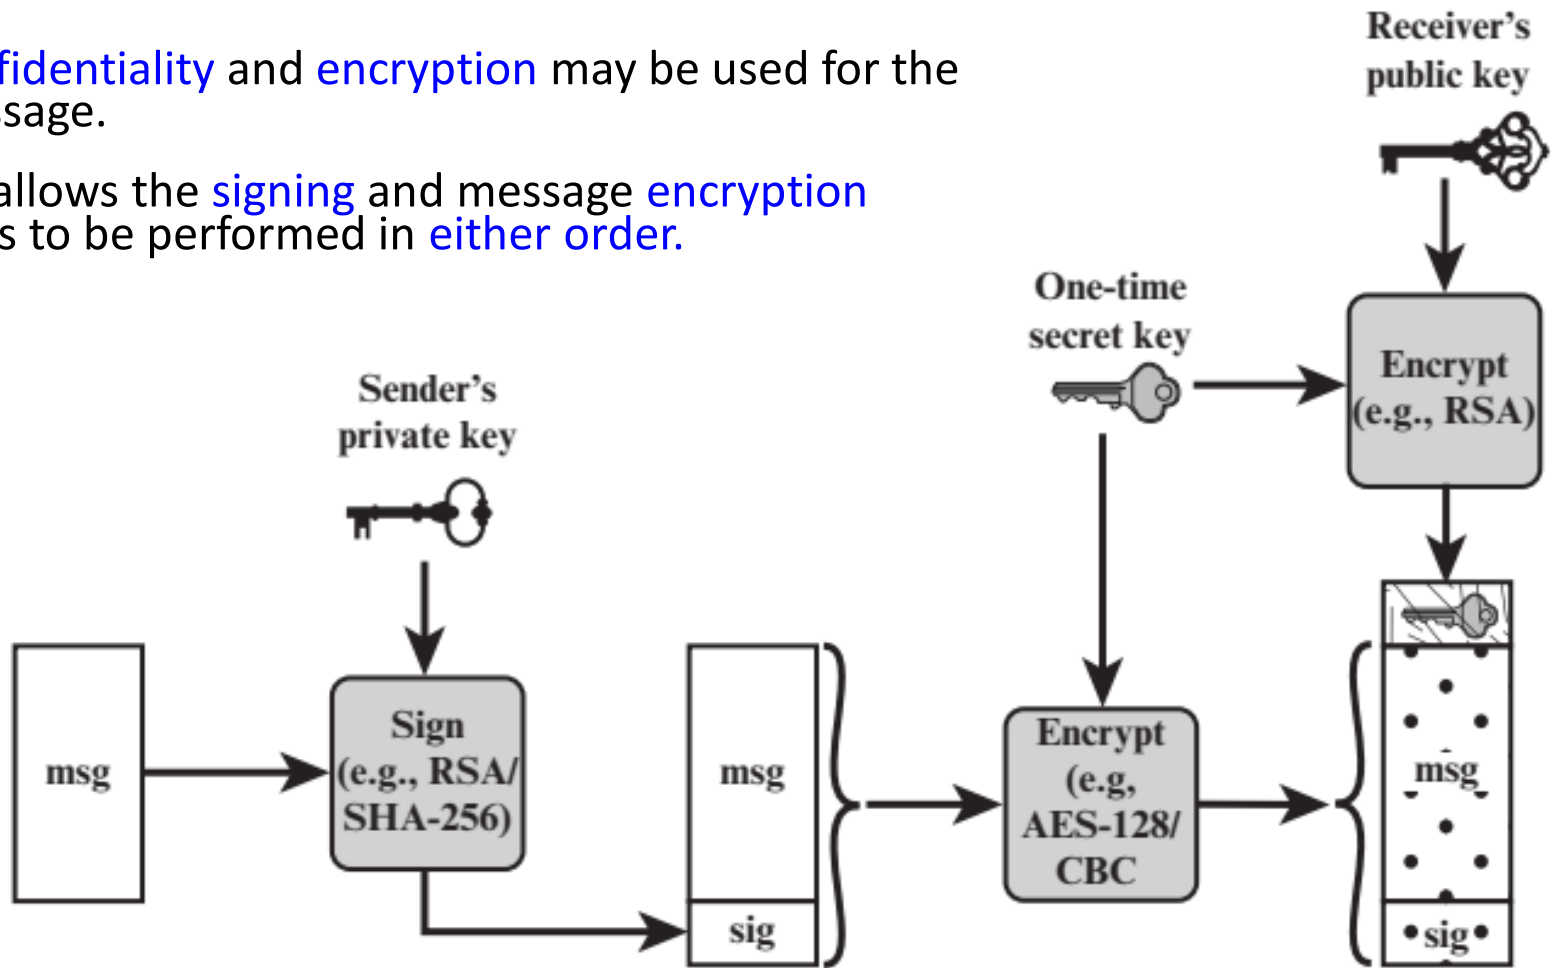 fidentiality and encryption may be used for the
ssage.
allows the signing and message encryption
s to be performed in either order.
Receiver's
public key
One-time
secret key
Encrypt
(e.g., RSA)
Sender's
private key
msg
Sign
(e.g., RSA/
SHA-256)
msg
sig
Encrypt
(e.g,
AES-128/
CBC
msg
sig